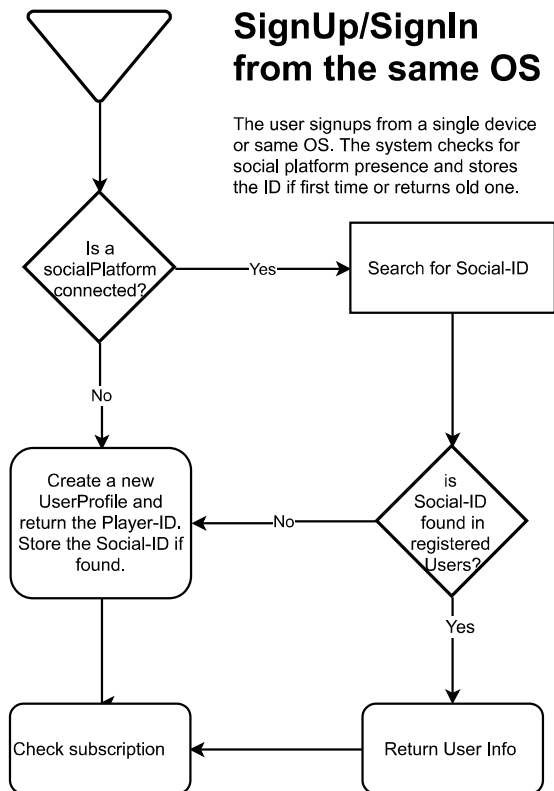 SignUp/SignIn
from the same OS
The user signups from a single device
or same OS. The system checks for
social platform presence and stores
the ID if first time or returns old one.
Is a
socialPlatform
connected?
Yes
Search for Social-ID
No
Create a new
UserProfile and
return the Player-ID.
Store the Social-ID if
found.
No
is
Social-ID
found in
registered
Users?
Yes
Check subscription
Return User Info